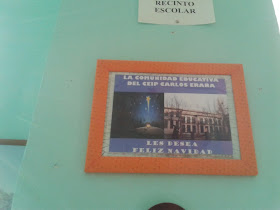 RECINTO
ESCOLAR
LA COMUNIDAD EDUCATIVA
DEL CEIP CARLOS ERAÑA
LES DESEA
FELIZ NAVIDAD